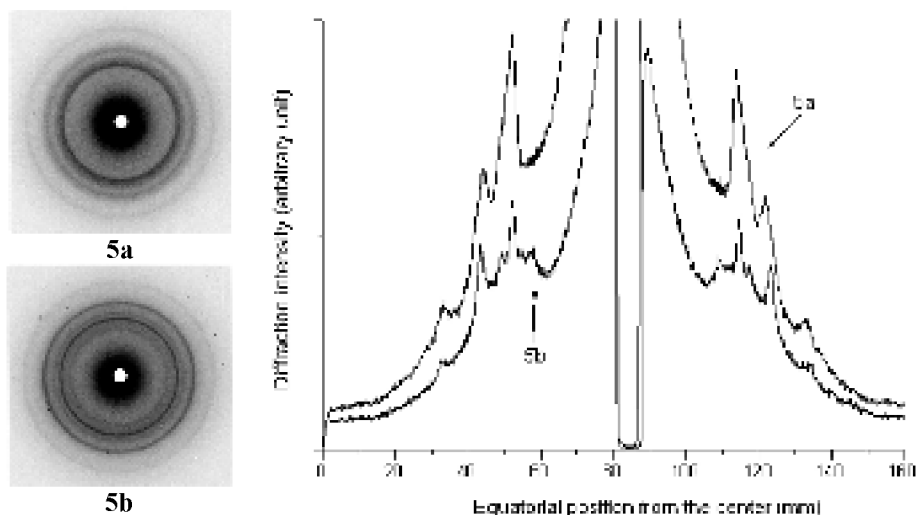 5a
5b
Diffraction intensity (arbitrary unit)
5a
5b
0 20 40 60 80 100 120 140 160
Equatorial position from the center (mm)